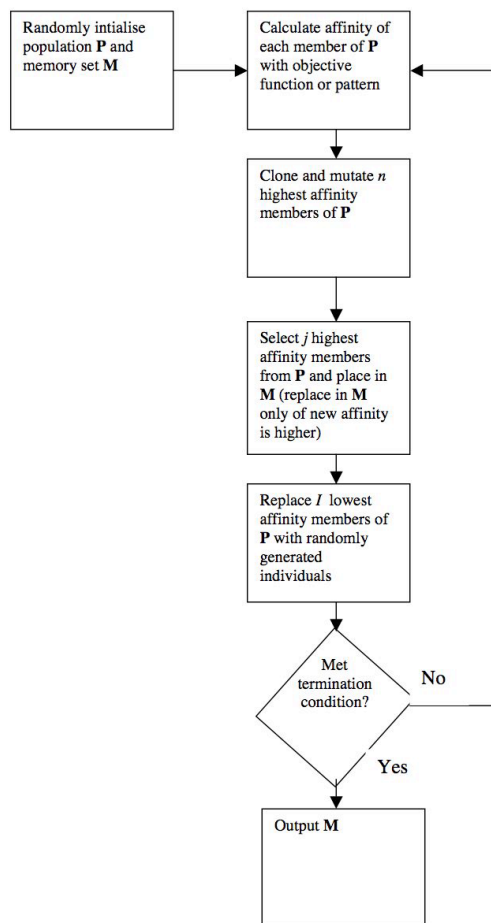 Randomly intialise
population P and
memory set M
Calculate affinity of
each member of P
with objective
function or pattern
Clone and mutate n
highest affinity
members of P
Select j highest
affinity members
from P and place in
M (replace in M
only of new affinity
is higher)
Replace I lowest
affinity members of
P with randomly
generated
individuals
Met
termination
condition?
No
Yes
Output M